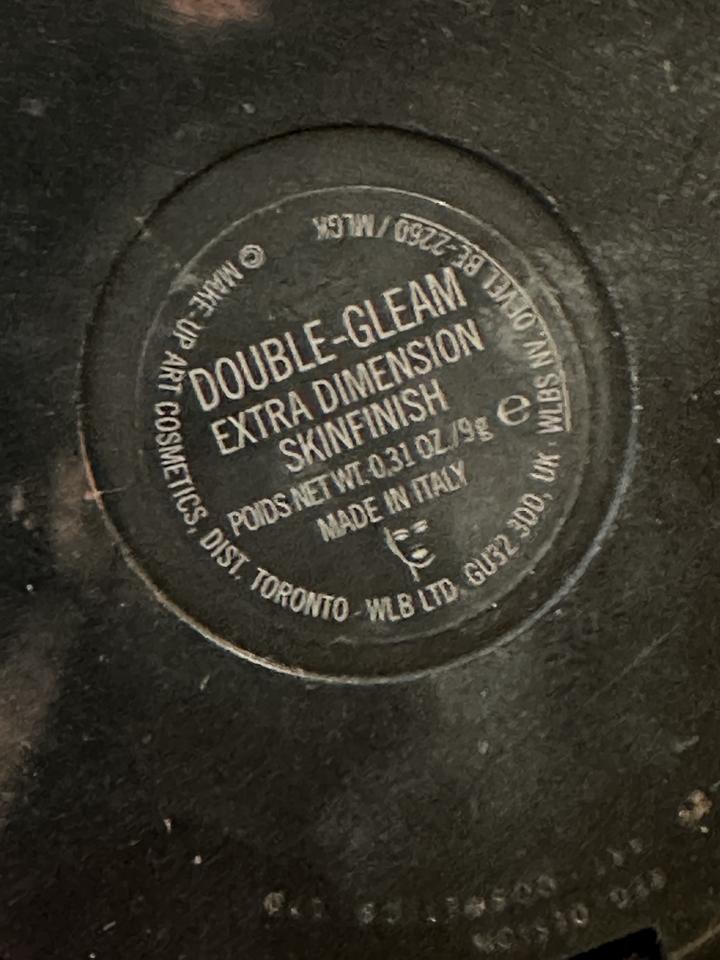 DOUBLE-GLEAM
EXTRA DIMENSION
SKINFINISH
POIDS NET WT. 0.31 OZ./9g e
MADE IN ITALY
© MAKE-UP ART COSMETICS, DIST. TORONTO · WLB LTD, GU32 3DD, UK · WLBS NV, OEVEL BE-2260 / MLGK